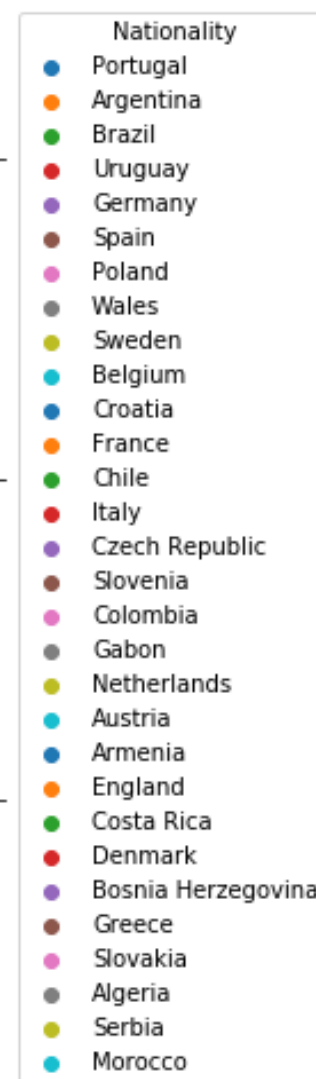 Nationality
Portugal
Argentina
Brazil
Uruguay
Germany
Spain
Poland
Wales
Sweden
Belgium
Croatia
France
Chile
Italy
Czech Republic
Slovenia
Colombia
Gabon
Netherlands
Austria
Armenia
England
Costa Rica
Denmark
Bosnia Herzegovina
Greece
Slovakia
Algeria
Serbia
Morocco